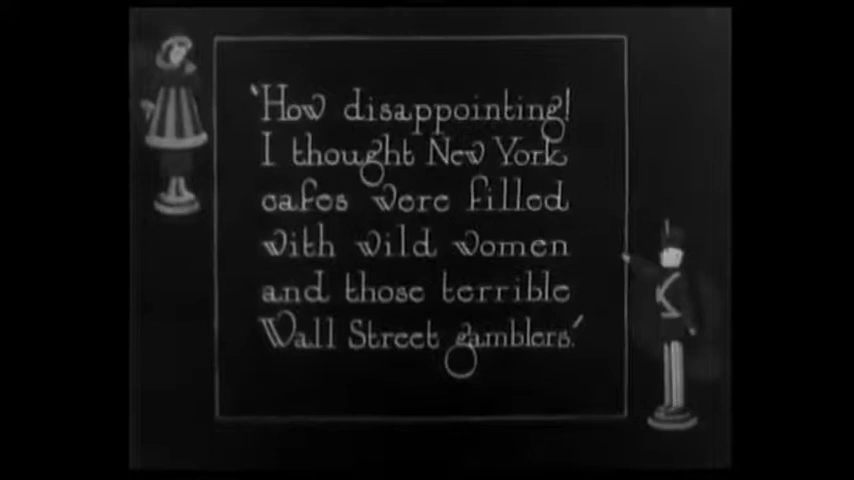 'How disappointing!
I thought New York
cafes were filled
with wild women
and those terrible
Wall Street gamblers.'